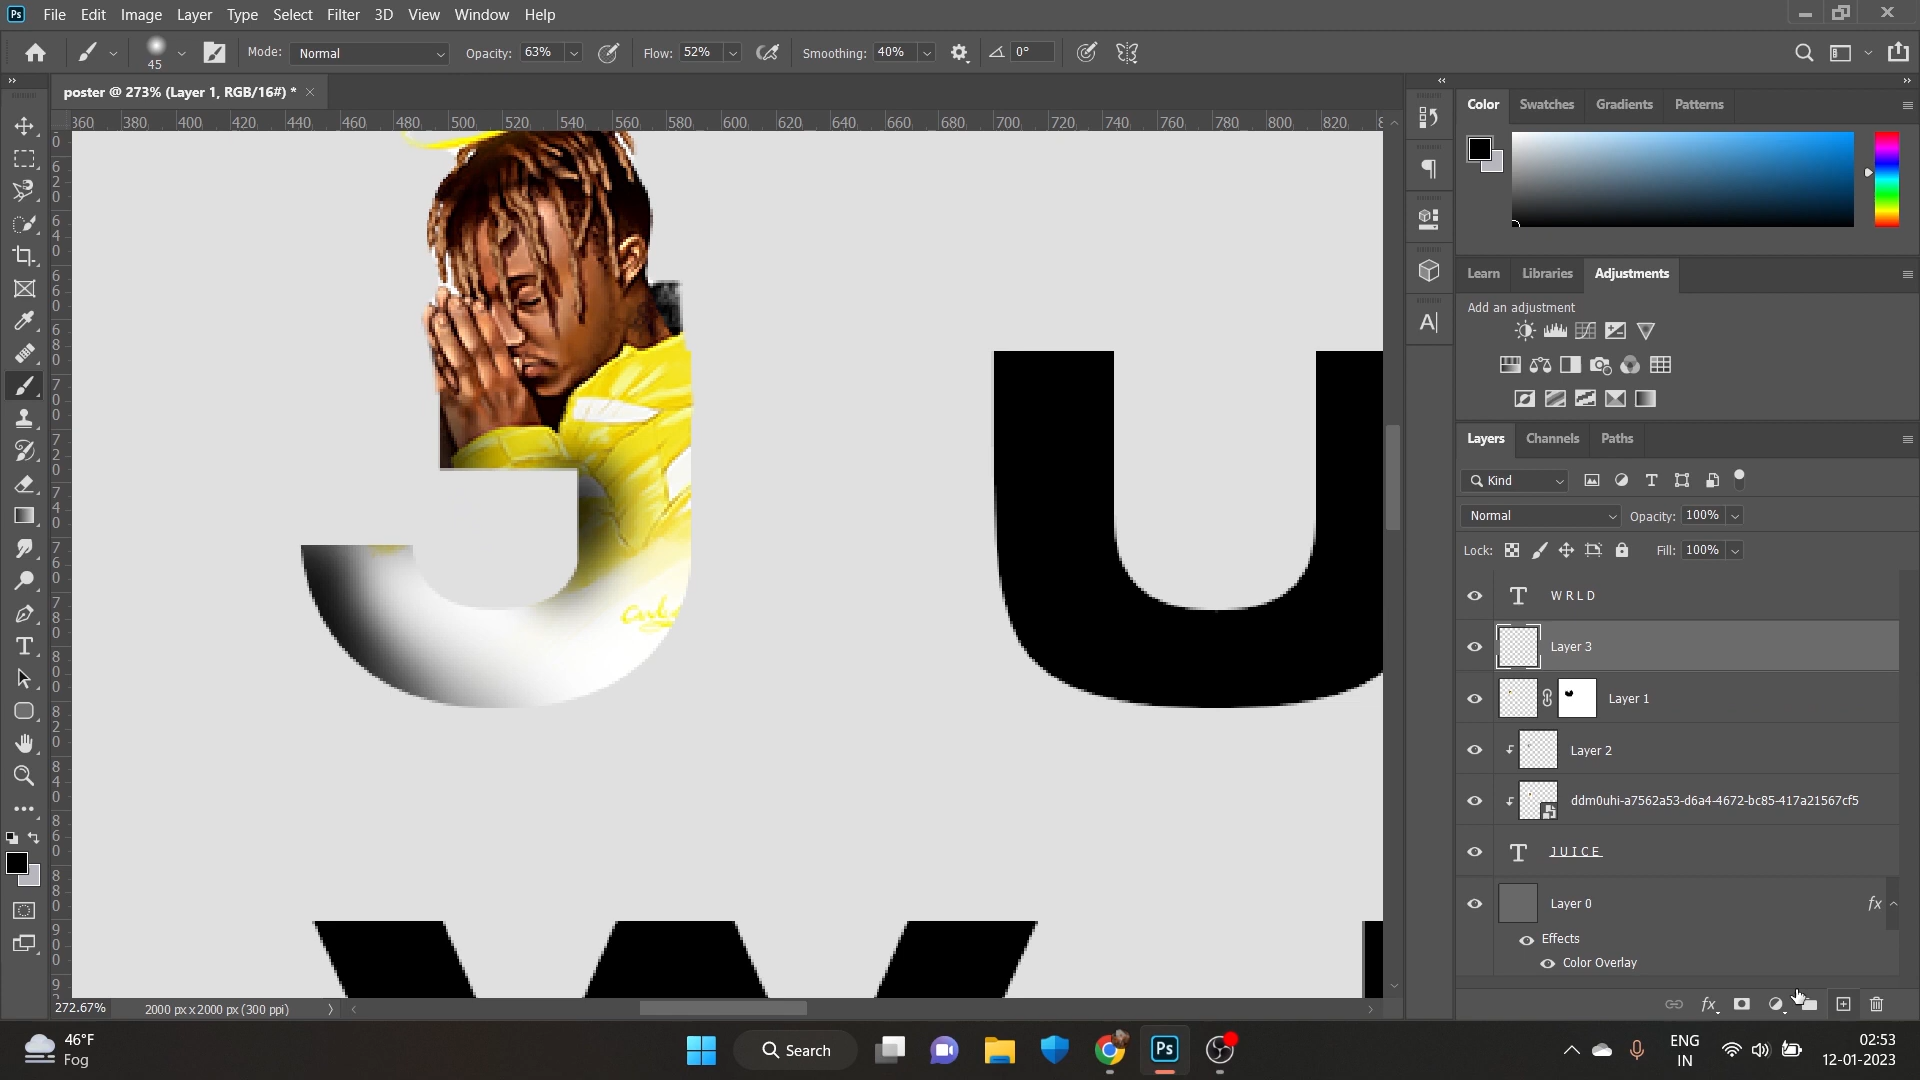 Ps File Edit Image Layer Type Select Filter 3D View Window Help
45 Mode: Normal Opacity: 63% Flow: 52% Smoothing: 40% 0°
poster @ 273% (Layer 1, RGB/16#) * ×
360 380 400 420 440 460 480 500 520 540 560 580 600 620 640 660 680 700 720 740 760 780 800 820
Color Swatches Gradients Patterns
Learn Libraries Adjustments
Add an adjustment
Layers Channels Paths
Kind
Normal Opacity: 100%
Lock: Fill: 100%
W R L D
Layer 3
Layer 1
Layer 2
ddm0uhi-a7562a53-d6a4-4672-bc85-417a21567cf5
J U I C E
Layer 0 fx
Effects
Color Overlay
J U
W
272.67% 2000 px x 2000 px (300 ppi)
fx
46°F
Fog
Search
Ps
ENG
IN
02:53
12-01-2023